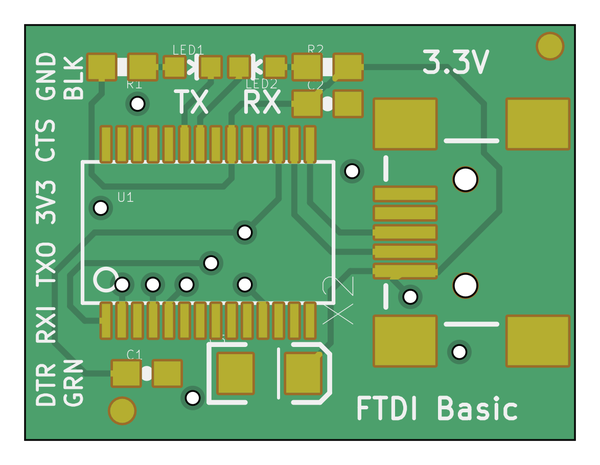 LED1
R2
3.3V
R1
LED2
C2
TX
RX
GND
BLK
CTS
3V3
TXO
RXI
DTR
GRN
U1
X2
C1
FTDI Basic